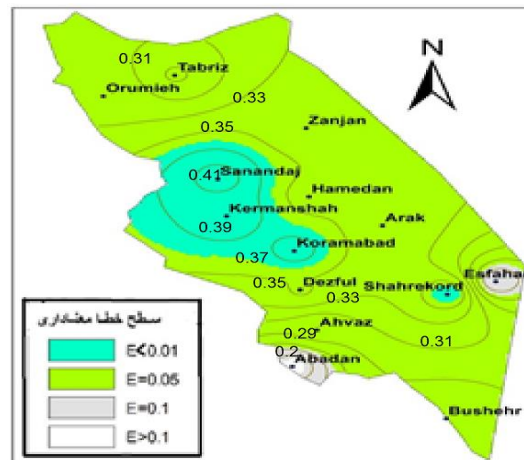 N
0.31
Tabriz
Orumieh
0.33
0.35
Zanjan
0.41
Sanandaj
Hamedan
Kermanshah
0.39
Arak
Koramabad
0.37
0.35
Dezful
Shahrekord
Esfahan
0.33
0.29
Ahvaz
0.31
0.2
Abadan
Bushehr
سطح خطا معناداری
E<0.01
E=0.05
E=0.1
E>0.1